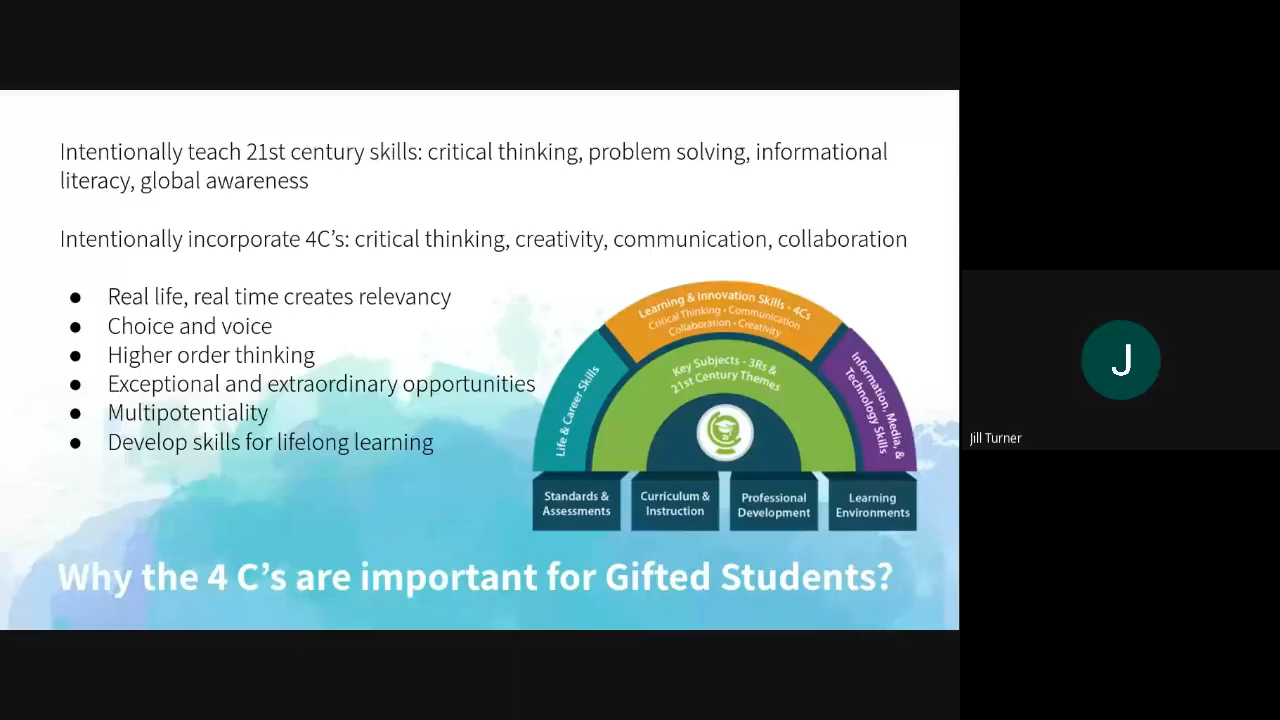 Intentionally teach 21st century skills: critical thinking, problem solving, informational
literacy, global awareness
Intentionally incorporate 4C’s: critical thinking, creativity, communication, collaboration
● Real life, real time creates relevancy
● Choice and voice
● Higher order thinking
● Exceptional and extraordinary opportunities
● Multipotentiality
● Develop skills for lifelong learning
Learning & Innovation Skills - 4Cs
Critical Thinking • Communication
Collaboration • Creativity
Key Subjects - 3Rs &
21st Century Themes
Life & Career Skills
Information, Media, &
Technology Skills
Standards &
Assessments
Curriculum &
Instruction
Professional
Development
Learning
Environments
Why the 4 C’s are important for Gifted Students?
J
Jill Turner